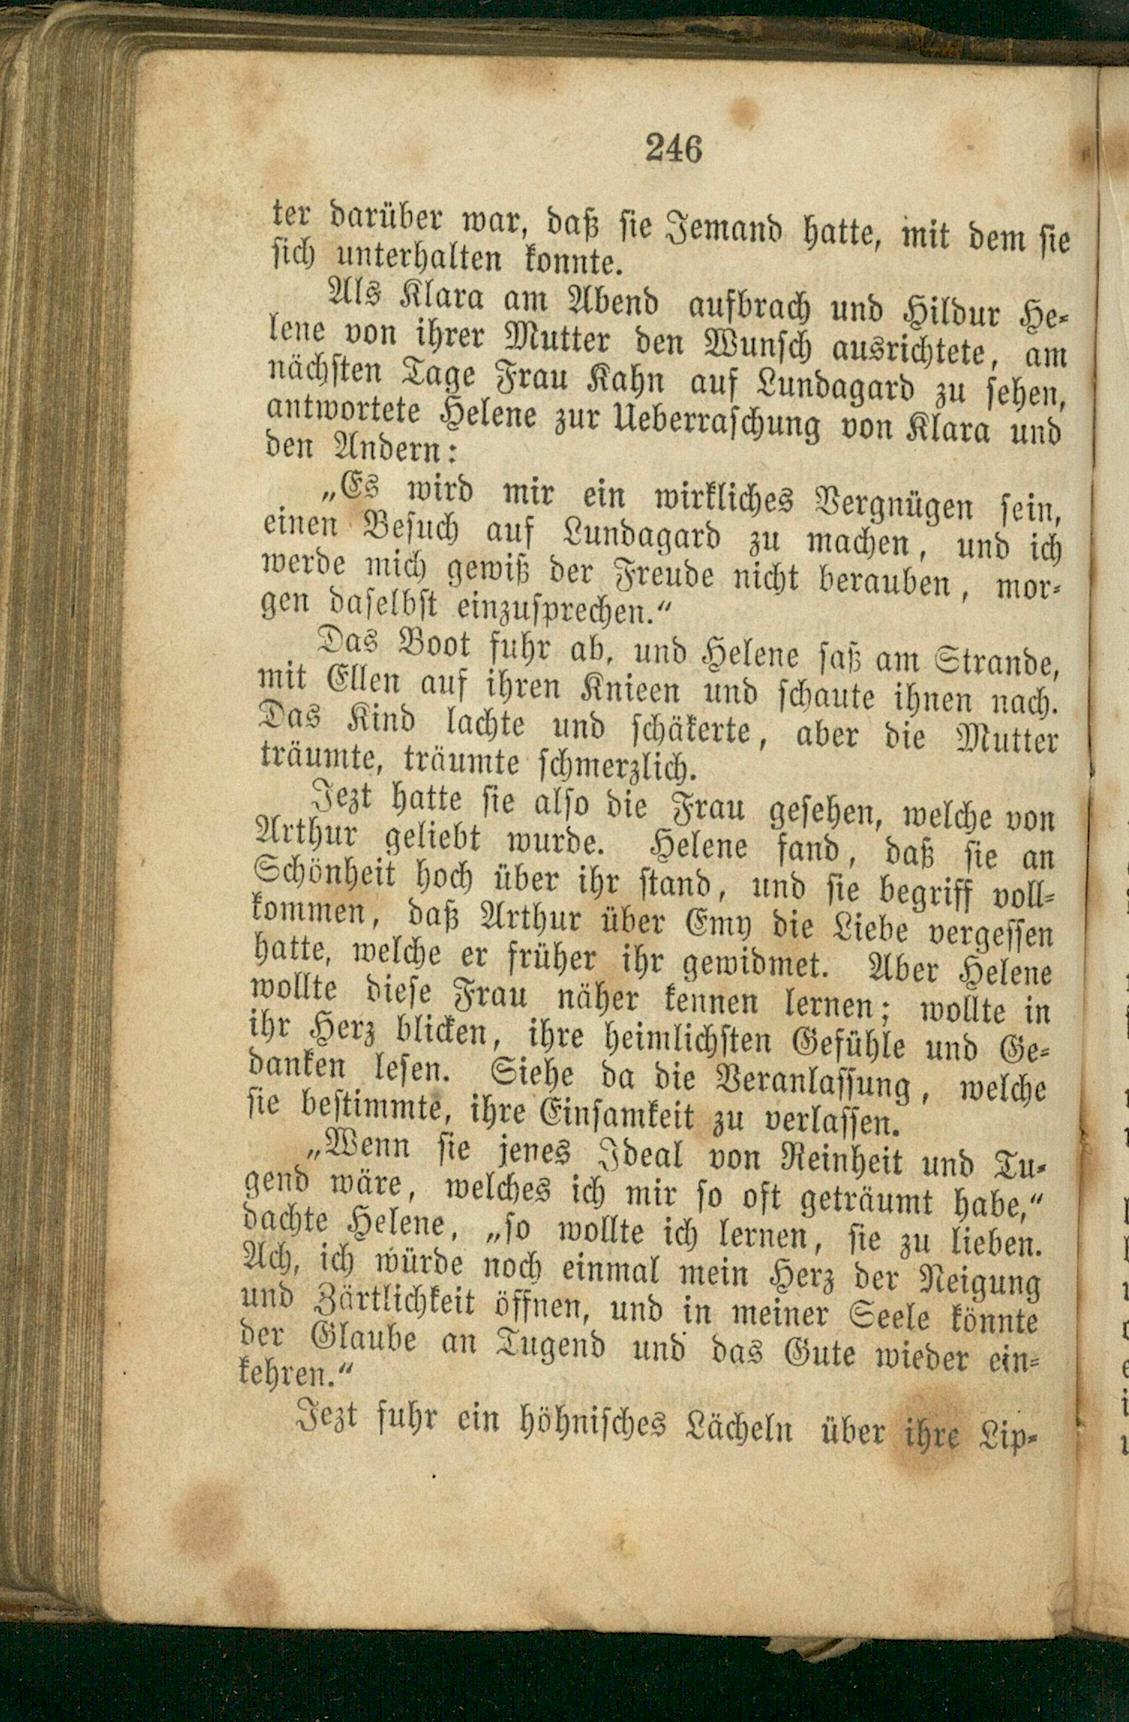 246
ter darüber war, daß sie Jemand hatte, mit dem sie
sich unterhalten konnte.
Als Klara am Abend aufbrach und Hildur He-
lene von ihrer Mutter den Wunsch ausrichtete, am
nächsten Tage Frau Kahn auf Lundagard zu sehen,
antwortete Helene zur Ueberraschung von Klara und
den Andern:
„Es wird mir ein wirkliches Vergnügen sein,
einen Besuch auf Lundagard zu machen, und ich
werde mich gewiß der Freude nicht berauben, mor-
gen daselbst einzusprechen.“
Das Boot fuhr ab, und Helene saß am Strande,
mit Ellen auf ihren Knieen und schaute ihnen nach.
Das Kind lachte und schäkerte, aber die Mutter
träumte, träumte schmerzlich.
Jezt hatte sie also die Frau gesehen, welche von
Arthur geliebt wurde. Helene fand, daß sie an
Schönheit hoch über ihr stand, und sie begriff voll-
kommen, daß Arthur über Emy die Liebe vergessen
hatte, welche er früher ihr gewidmet. Aber Helene
wollte diese Frau näher kennen lernen; wollte in
ihr Herz blicken, ihre heimlichsten Gefühle und Ge-
danken lesen. Siehe da die Veranlassung, welche
sie bestimmte, ihre Einsamkeit zu verlassen.
„Wenn sie jenes Ideal von Reinheit und Tu-
gend wäre, welches ich mir so oft geträumt habe,“
dachte Helene, „so wollte ich lernen, sie zu lieben.
Ach, ich würde noch einmal mein Herz der Neigung
und Zärtlichkeit öffnen, und in meiner Seele könnte
der Glaube an Tugend und das Gute wieder ein-
kehren.“
Jezt fuhr ein höhnisches Lächeln über ihre Lip-